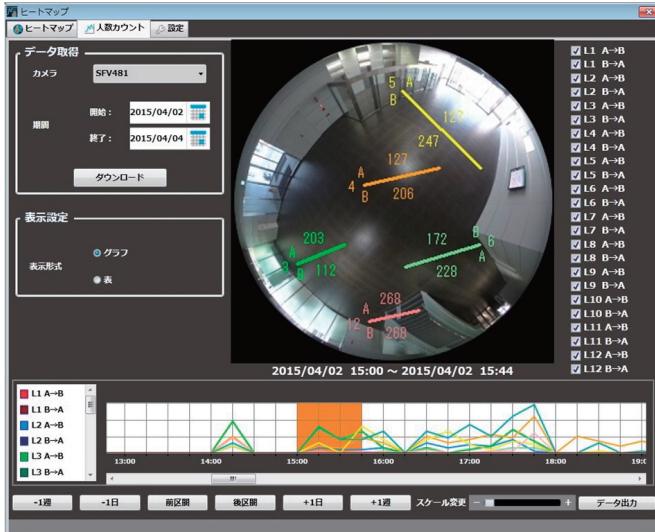 ヒートマップ
ヒートマップ 人数カウント 設定
データ取得
カメラ SFV481
期間
開始： 2015/04/02
終了： 2015/04/04
ダウンロード
表示設定
表示形式
グラフ
表
5 A
B
127
247
127
A
4 B
206
203
A
3 B
112
172 B 6
A
228
A 268
12 B 268
2015/04/02 15:00 ～ 2015/04/02 15:44
L1 A→B
L1 B→A
L2 A→B
L2 B→A
L3 A→B
L3 B→A
L4 A→B
L4 B→A
L5 A→B
L5 B→A
L6 A→B
L6 B→A
L7 A→B
L7 B→A
L8 A→B
L8 B→A
L9 A→B
L9 B→A
L10 A→B
L10 B→A
L11 A→B
L11 B→A
L12 A→B
L12 B→A
L1 A→B
L1 B→A
L2 A→B
L2 B→A
L3 A→B
L3 B→A
13:00 14:00 15:00 16:00 17:00 18:00 19:0
-1週 -1日 前区間 後区間 +1日 +1週 スケール変更 － + データ出力